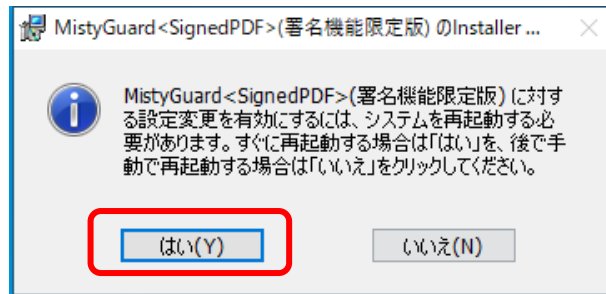 MistyGuard<SignedPDF>(署名機能限定版) のInstaller ...
MistyGuard<SignedPDF>(署名機能限定版) に対す
る設定変更を有効にするには、システムを再起動する必
要があります。すぐに再起動する場合は「はい」を、後で手
動で再起動する場合は「いいえ」をクリックしてください。
はい(Y)
いいえ(N)